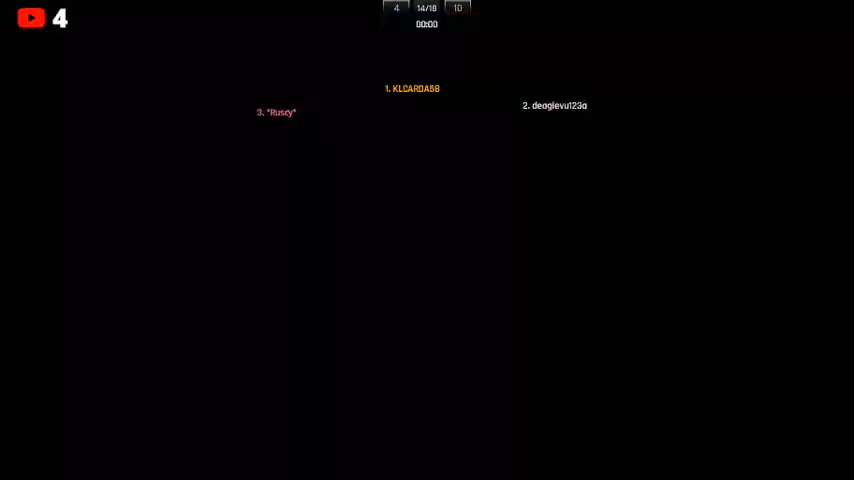 4
4 14/18 10
00:00
1. KLCARDA58
2. deaglevu123a
3. *Ruscy*